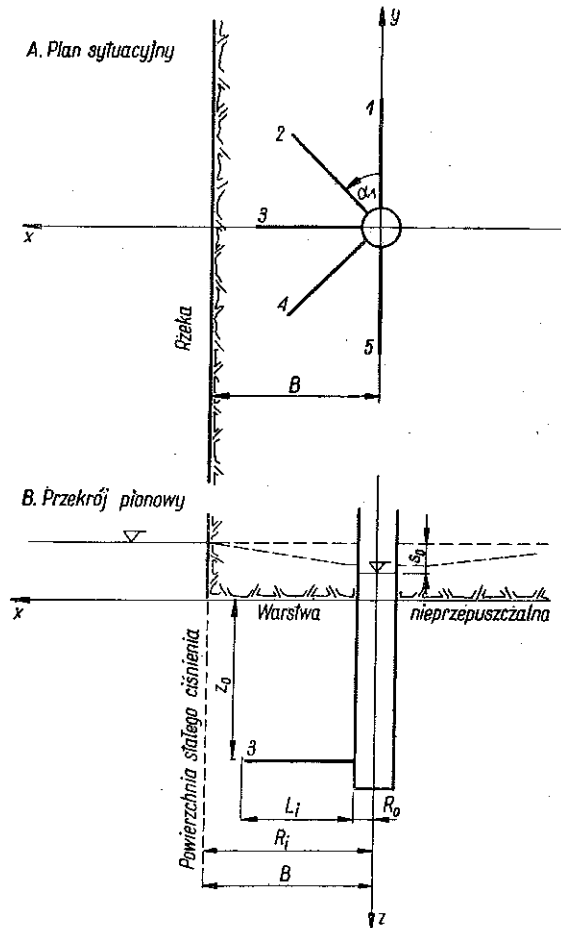 A. Plan sytuacyjny
y
1
2
α₁
3
x
4
5
Rzeka
B
B. Przekrój pionowy
s₀
x
Warstwa nieprzepuszczalna
z₀
Powierzchnia stałego ciśnienia
3
Lᵢ
R₀
Rᵢ
B
z